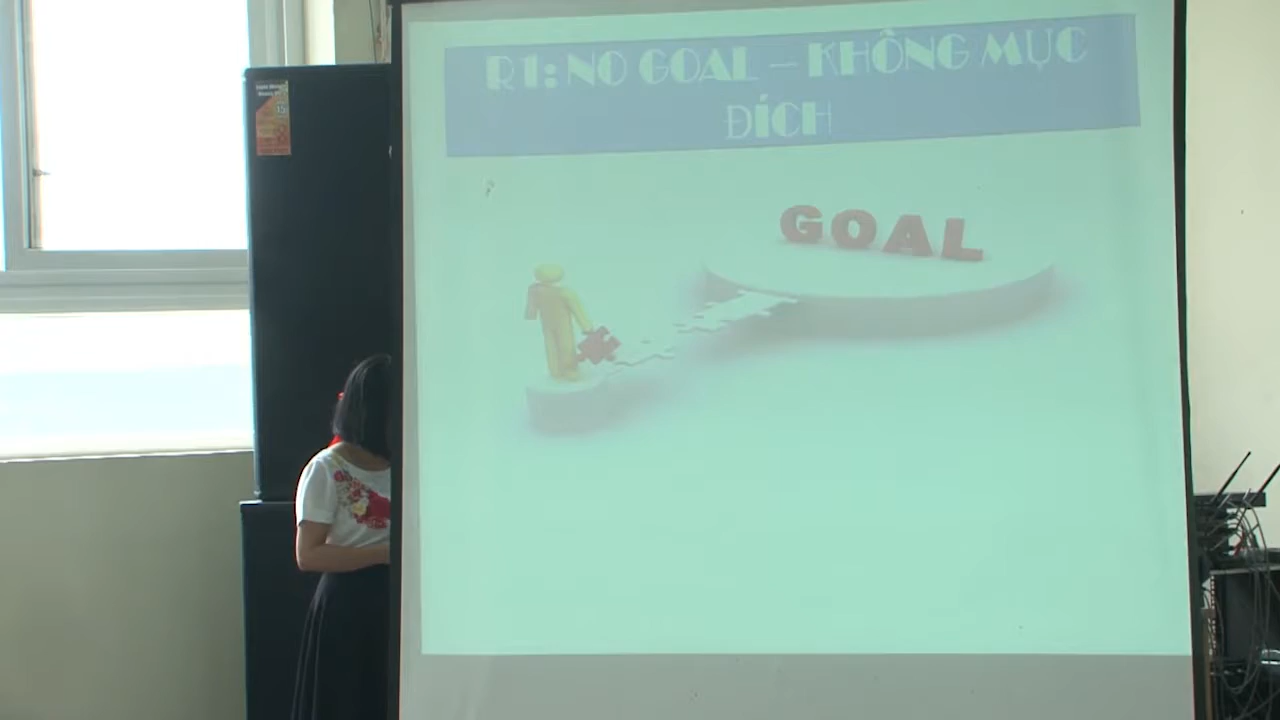 R1: NO GOAL – KHÔNG MỤC
ĐÍCH
GOAL